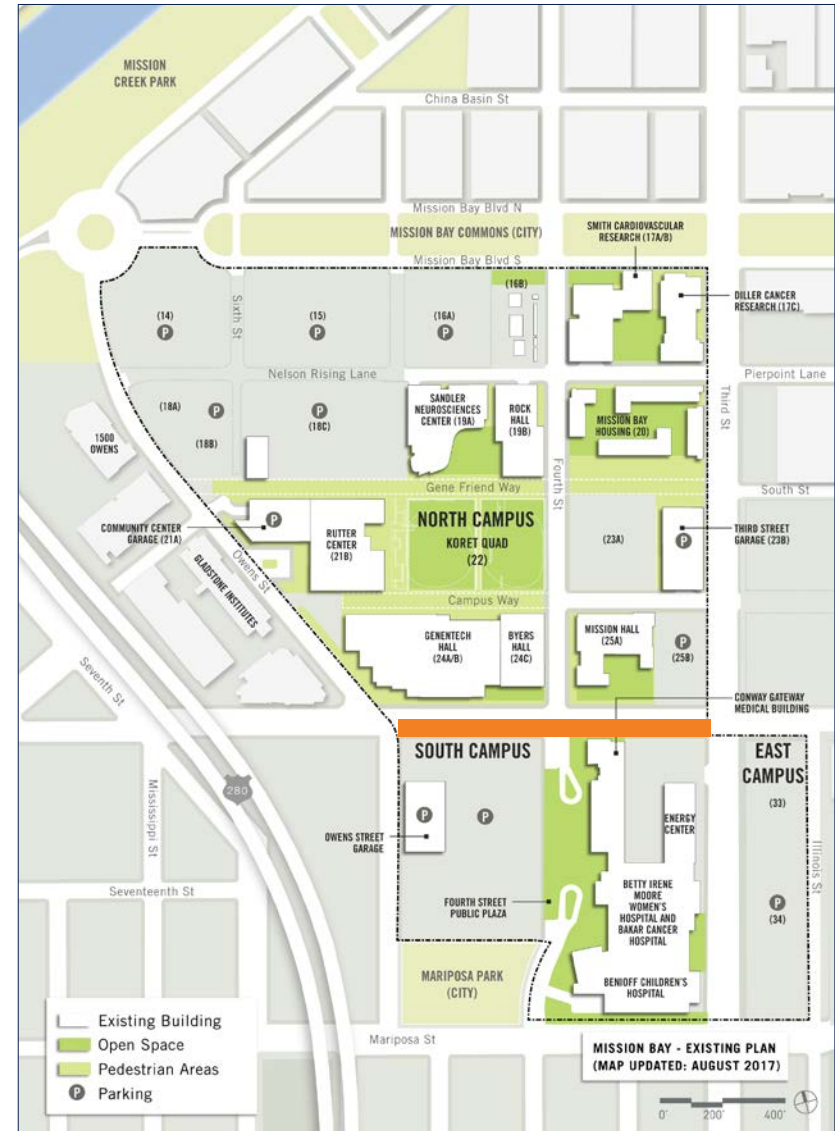 MISSION
CREEK PARK
China Basin St
Mission Bay Blvd N
MISSION BAY COMMONS (CITY)
SMITH CARDIOVASCULAR
RESEARCH (17A/B)
Mission Bay Blvd S
(16B)
DILLER CANCER
RESEARCH (17C)
Sixth St
(14)
P
(15)
P
(16A)
P
Nelson Rising Lane
Pierpoint Lane
Third St
(18A)
P
(18B)
P
(18C)
SANDLER
NEUROSCIENCES
CENTER (19A)
ROCK
HALL
(19B)
MISSION BAY
HOUSING (20)
1500
OWENS
Fourth St
Gene Friend Way
South St
COMMUNITY CENTER
GARAGE (21A)
P
RUTTER
CENTER
(21B)
NORTH CAMPUS
KORET QUAD
(22)
(23A)
P
THIRD STREET
GARAGE (23B)
Owens St
GLADSTONE INSTITUTES
Campus Way
GENENTECH
HALL
(24A/B)
BYERS
HALL
(24C)
MISSION HALL
(25A)
P
(25B)
Seventh St
CONWAY GATEWAY
MEDICAL BUILDING
SOUTH CAMPUS
EAST
CAMPUS
(33)
280
Mississippi St
P
P
OWENS STREET
GARAGE
ENERGY
CENTER
Illinois St
Seventeenth St
FOURTH STREET
PUBLIC PLAZA
BETTY IRENE
MOORE
WOMEN'S
HOSPITAL AND
BAKAR CANCER
HOSPITAL
P
(34)
MARIPOSA PARK
(CITY)
BENIOFF CHILDREN'S
HOSPITAL
Mariposa St
Existing Building
Open Space
Pedestrian Areas
P Parking
MISSION BAY - EXISTING PLAN
(MAP UPDATED: AUGUST 2017)
0' 200' 400'